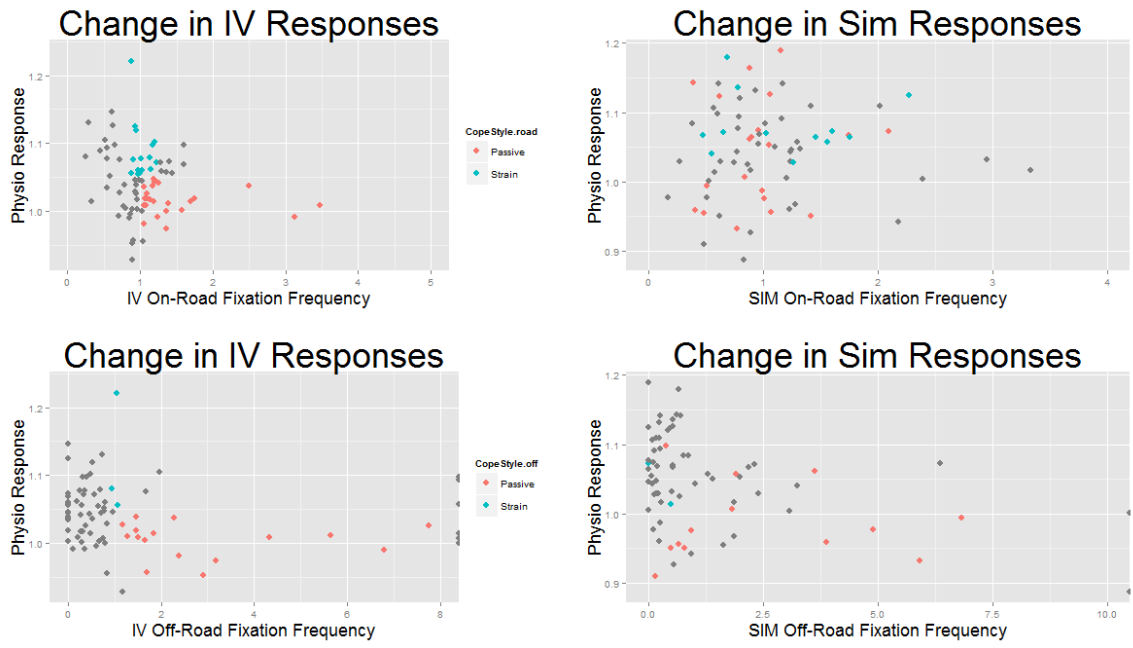 Change in IV Responses
1.2
1.1
1.0
Physio Response
0 1 2 3 4 5
IV On-Road Fixation Frequency
CopeStyle.road
Passive
Strain
Change in Sim Responses
1.2
1.1
1.0
0.9
Physio Response
0 1 2 3 4
SIM On-Road Fixation Frequency
Change in IV Responses
1.2
1.1
1.0
Physio Response
0 2 4 6 8
IV Off-Road Fixation Frequency
CopeStyle.off
Passive
Strain
Change in Sim Responses
1.2
1.1
1.0
0.9
Physio Response
0.0 2.5 5.0 7.5 10.0
SIM Off-Road Fixation Frequency